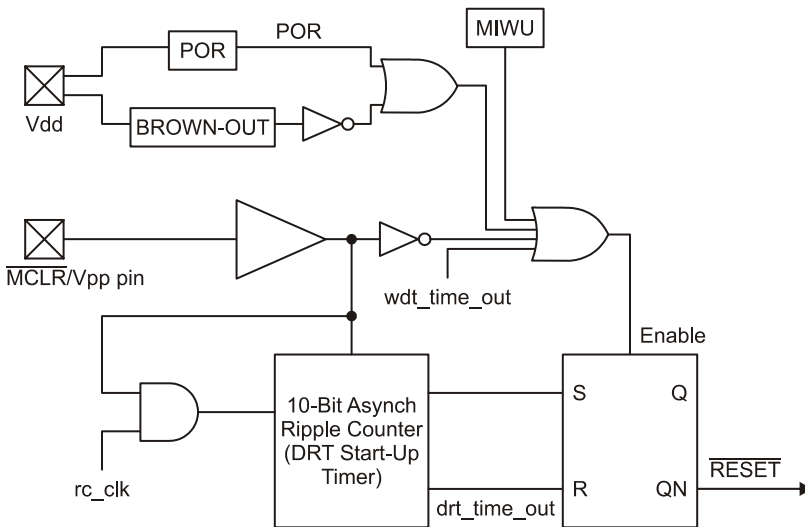 POR
MIWU
POR
BROWN-OUT
Vdd
MCLR/Vpp pin
wdt_time_out
Enable
10-Bit Asynch
Ripple Counter
(DRT Start-Up
Timer)
S
Q
rc_clk
drt_time_out
R
QN
RESET